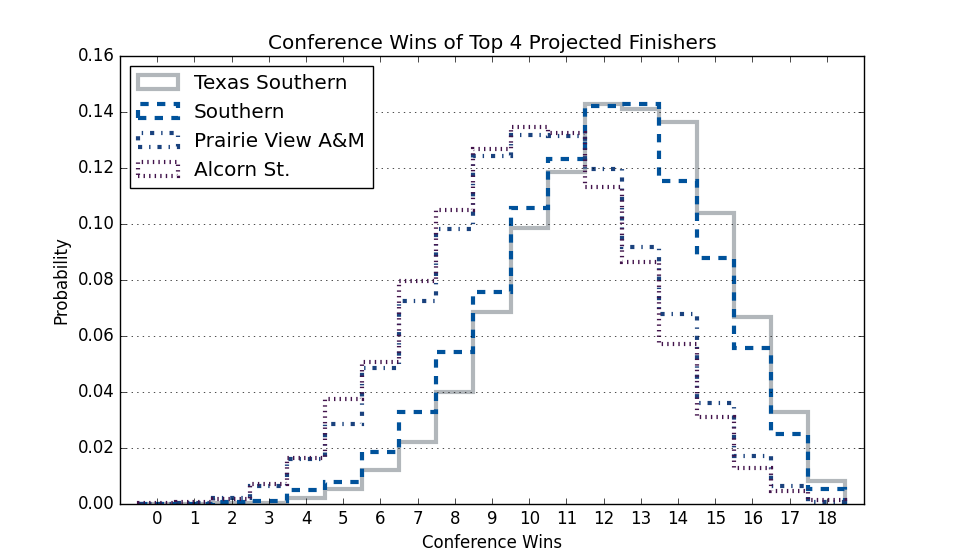 Conference Wins of Top 4 Projected Finishers
0.16
0.14
0.12
0.10
0.08
0.06
0.04
0.02
0.00
Probability
Texas Southern
Southern
Prairie View A&M
Alcorn St.
0 1 2 3 4 5 6 7 8 9 10 11 12 13 14 15 16 17 18
Conference Wins